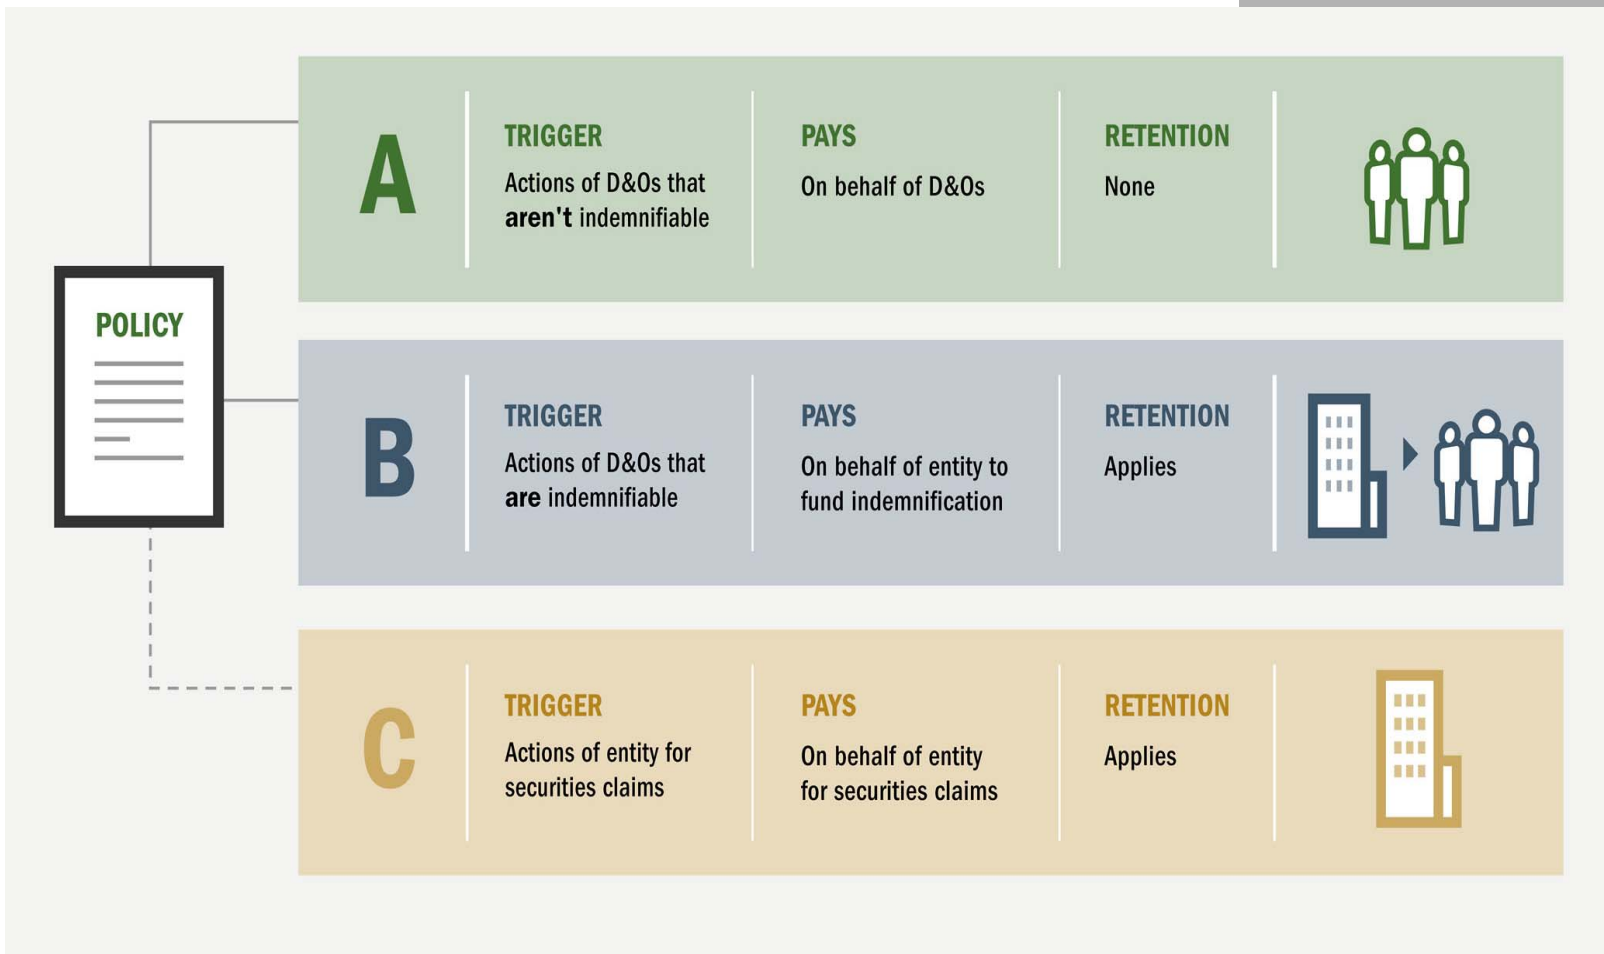 POLICY
A
TRIGGER
Actions of D&Os that
aren't indemnifiable
PAYS
On behalf of D&Os
RETENTION
None
B
TRIGGER
Actions of D&Os that
are indemnifiable
PAYS
On behalf of entity to
fund indemnification
RETENTION
Applies
C
TRIGGER
Actions of entity for
securities claims
PAYS
On behalf of entity
for securities claims
RETENTION
Applies